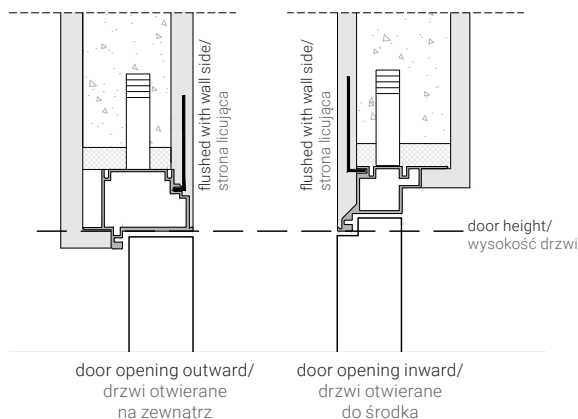 flushed with wall side/
strona licująca
flushed with wall side/
strona licująca
door height/
wysokość drzwi
door opening outward/
drzwi otwierane
na zewnatrz
door opening inward/
drzwi otwierane
do środka